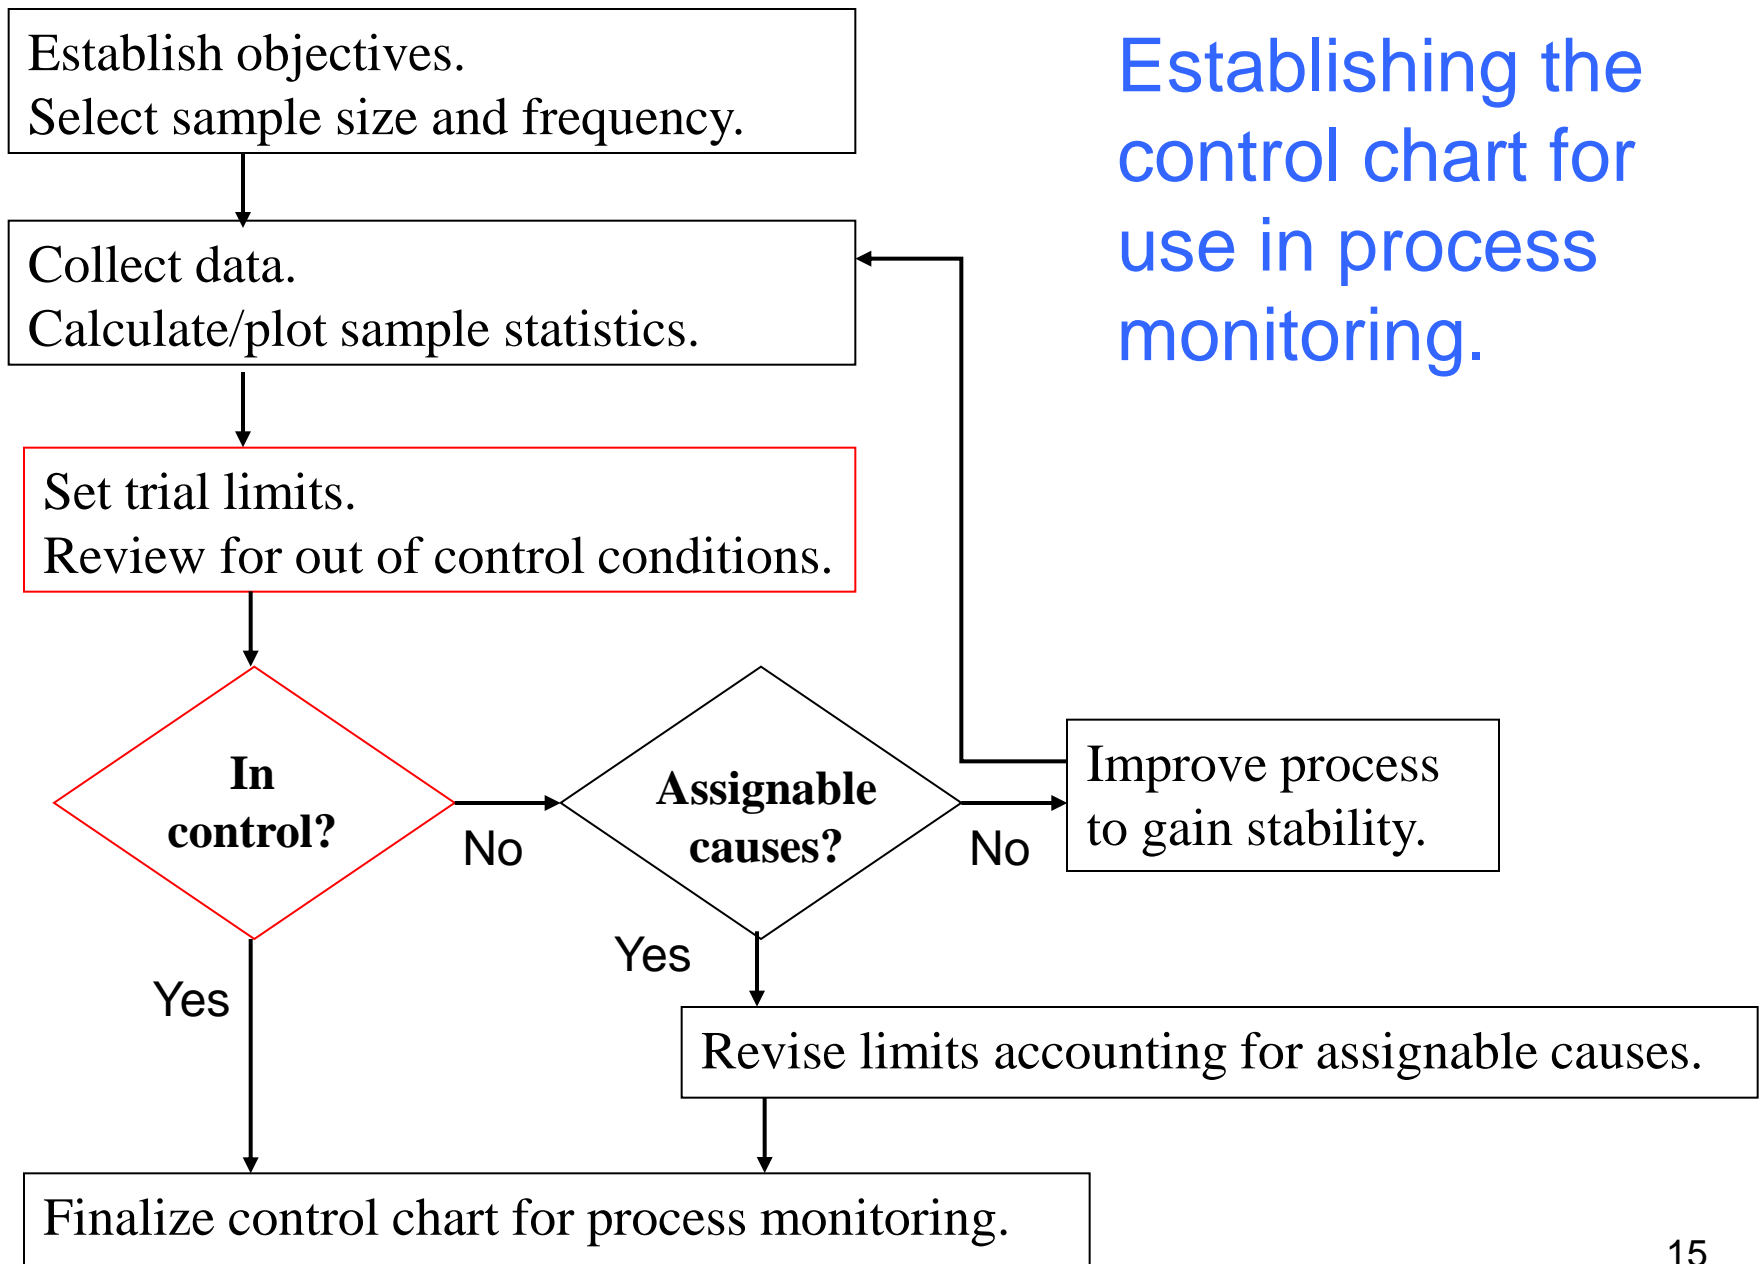 Establishing the
control chart for
use in process
monitoring.
Establish objectives.
Select sample size and frequency.
Collect data.
Calculate/plot sample statistics.
Set trial limits.
Review for out of control conditions.
In
control?
No
Assignable
causes?
No
Improve process
to gain stability.
Yes
Yes
Revise limits accounting for assignable causes.
Finalize control chart for process monitoring.
15